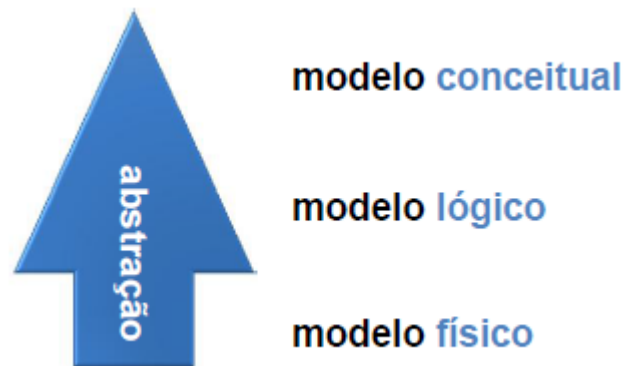 modelo conceitual
abstração
modelo lógico
modelo físico